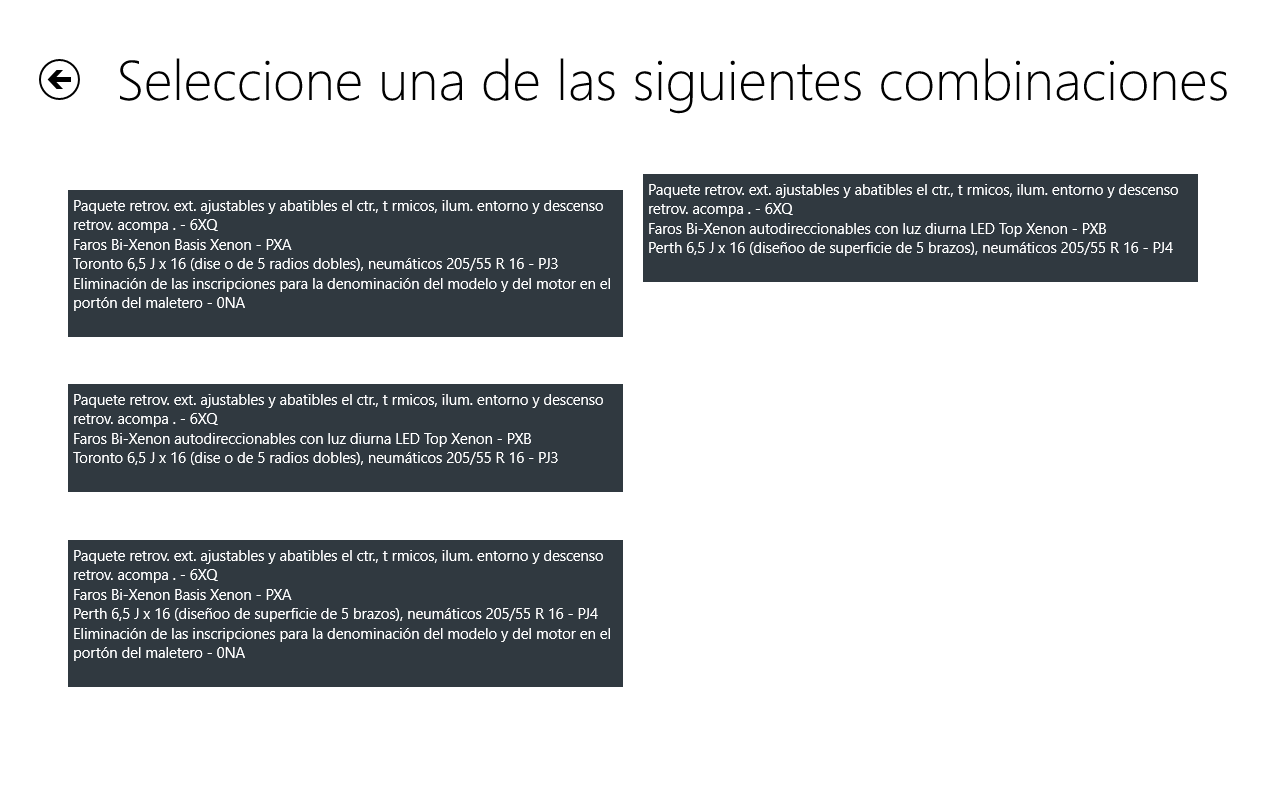 Seleccione una de las siguientes combinaciones
Paquete retrov. ext. ajustables y abatibles el ctr., t rmicos, ilum. entorno y descenso
retrov. acompa . - 6XQ
Faros Bi-Xenon Basis Xenon - PXA
Toronto 6,5 J x 16 (dise o de 5 radios dobles), neumáticos 205/55 R 16 - PJ3
Eliminación de las inscripciones para la denominación del modelo y del motor en el
portón del maletero - 0NA
Paquete retrov. ext. ajustables y abatibles el ctr., t rmicos, ilum. entorno y descenso
retrov. acompa . - 6XQ
Faros Bi-Xenon autodireccionables con luz diurna LED Top Xenon - PXB
Toronto 6,5 J x 16 (dise o de 5 radios dobles), neumáticos 205/55 R 16 - PJ3
Paquete retrov. ext. ajustables y abatibles el ctr., t rmicos, ilum. entorno y descenso
retrov. acompa . - 6XQ
Faros Bi-Xenon Basis Xenon - PXA
Perth 6,5 J x 16 (diseñoo de superficie de 5 brazos), neumáticos 205/55 R 16 - PJ4
Eliminación de las inscripciones para la denominación del modelo y del motor en el
portón del maletero - 0NA
Paquete retrov. ext. ajustables y abatibles el ctr., t rmicos, ilum. entorno y descenso
retrov. acompa . - 6XQ
Faros Bi-Xenon autodireccionables con luz diurna LED Top Xenon - PXB
Perth 6,5 J x 16 (diseñoo de superficie de 5 brazos), neumáticos 205/55 R 16 - PJ4